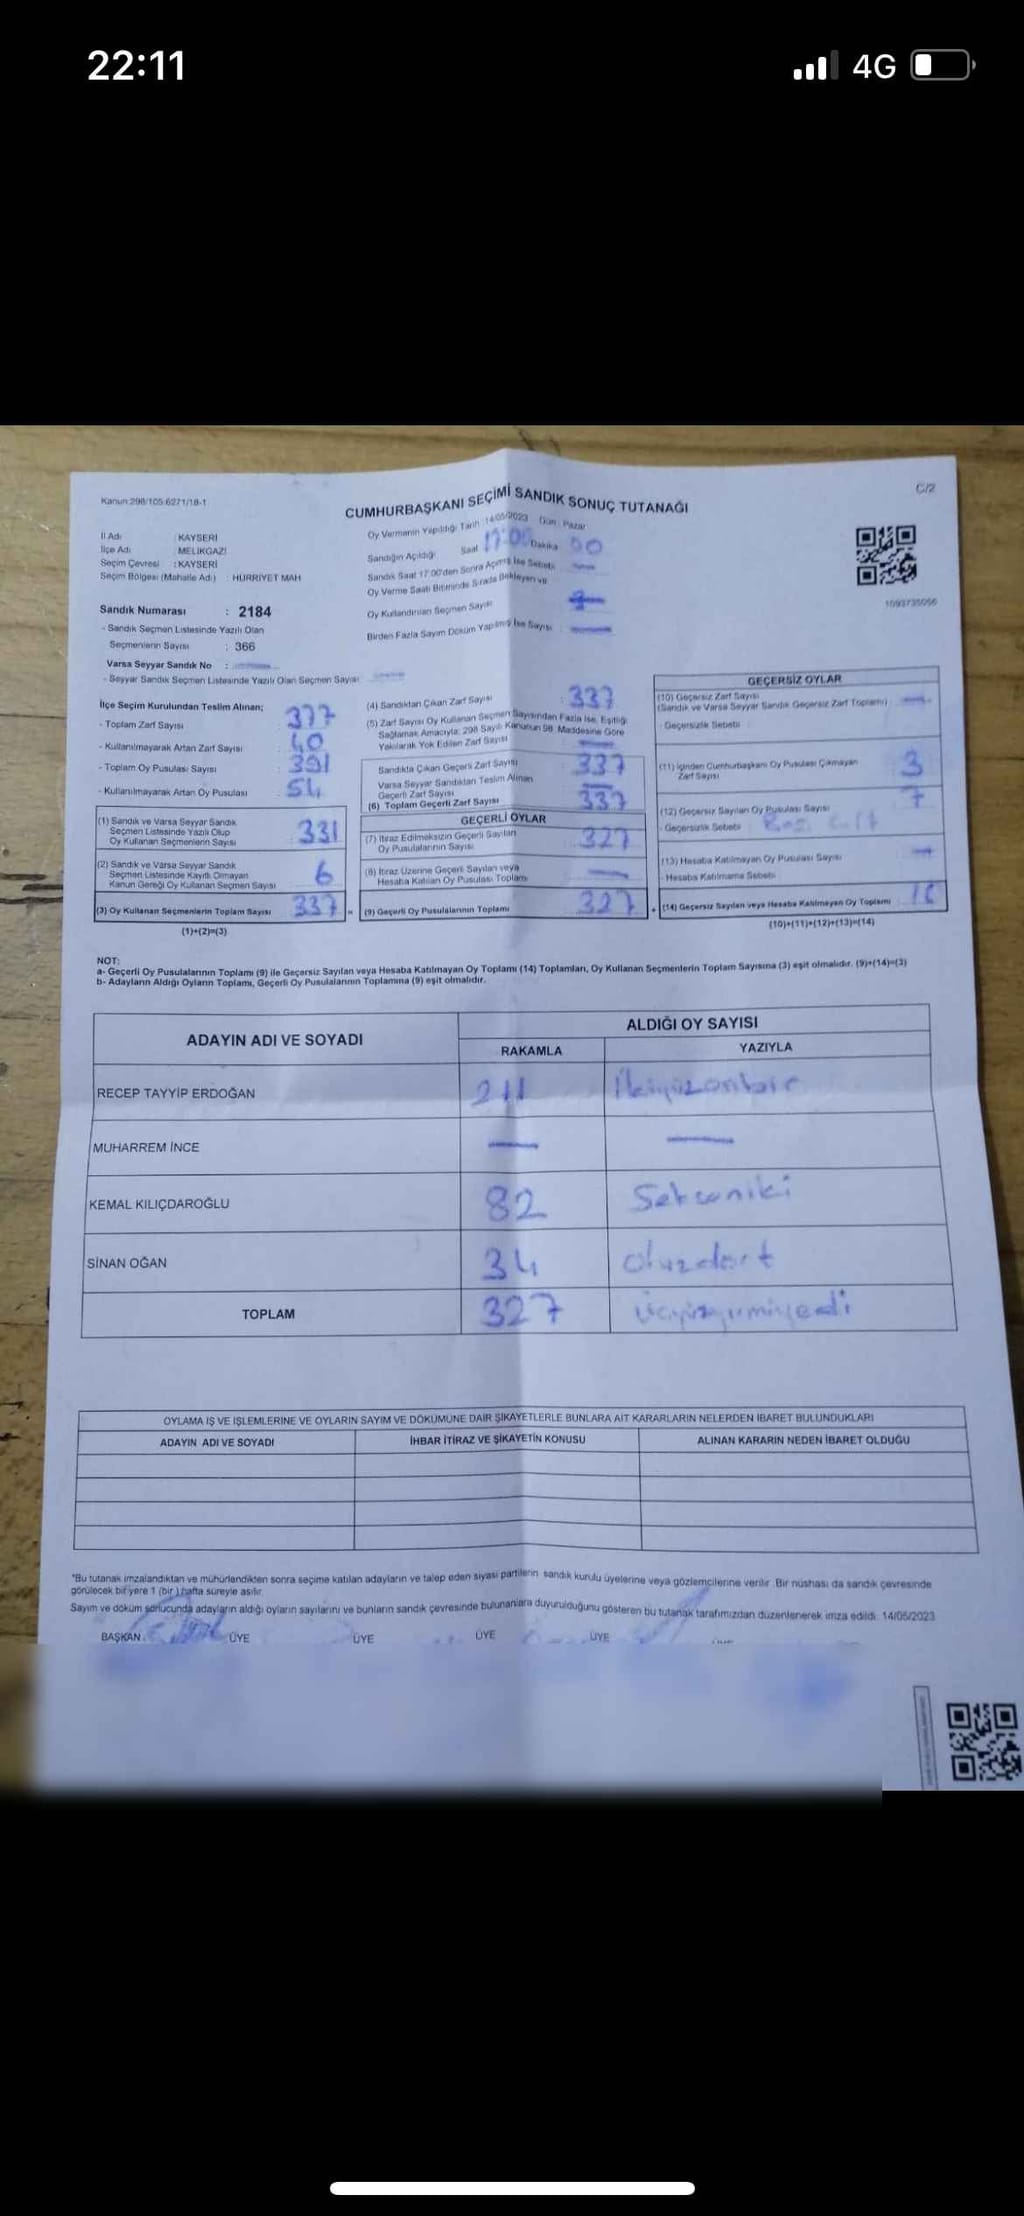 22:11
4G
Kanun:298/105 6271/18-1
C/2
CUMHURBAŞKANI SEÇİMİ SANDIK SONUÇ TUTANAĞI
İl Adı : KAYSERİ
İlçe Adı MELİKGAZİ
Seçim Çevresi : KAYSERİ
Seçim Bölgesi (Mahalle Adı) : HÜRRİYET MAH
Sandık Numarası : 2184
- Sandık Seçmen Listesinde Yazılı Olan
Seçmenlerin Sayısı : 366
Varsa Seyyar Sandık No :
- Seyyar Sandık Seçmen Listesinde Yazılı Olan Seçmen Sayısı
Oy Vermenin Yapıldığı Tarih :14/05/2023 Gün : Pazar
Sandığın Açıldığı Saat 17:00 Dakika 00
Sandık Saat 17:00'den Sonra Açılmış İse Sebebi
Oy Verme Saati Bitiminde Sırada Bekleyen ve
Oy Kullandırılan Seçmen Sayısı
Birden Fazla Sayım Döküm Yapılmış İse Sayısı
İlçe Seçim Kurulundan Teslim Alınan;
- Toplam Zarf Sayısı 377
- Kullanılmayarak Artan Zarf Sayısı 40
- Toplam Oy Pusulası Sayısı 391
- Kullanılmayarak Artan Oy Pusulası 54
(1) Sandık ve Varsa Seyyar Sandık
Seçmen Listesinde Yazılı Olup
Oy Kullanan Seçmenlerin Sayısı 331
(2) Sandık ve Varsa Seyyar Sandık
Seçmen Listesinde Kayıtlı Olmayan
Kanun Gereği Oy Kullanan Seçmen Sayısı 6
(3) Oy Kullanan Seçmenlerin Toplam Sayısı 337
(1)+(2)=(3)
(4) Sandıktan Çıkan Zarf Sayısı : 337
(5) Zarf Sayısı Oy Kullanan Seçmen Sayısından Fazla İse, Eşitliği
Sağlamak Amacıyla; 298 Sayılı Kanunun 98. Maddesine Göre
Yakılarak Yok Edilen Zarf Sayısı
Sandıkta Çıkan Geçerli Zarf Sayısı 337
Varsa Seyyar Sandıktan Teslim Alınan
Geçerli Zarf Sayısı
(6) Toplam Geçerli Zarf Sayısı 337
GEÇERLİ OYLAR
(7) İtiraz Edilmeksizin Geçerli Sayılan
Oy Pusulalarının Sayısı 327
(8) İtiraz Üzerine Geçerli Sayılan veya
Hesaba Katılan Oy Pusulası Toplamı
= (9) Geçerli Oy Pusulalarının Toplamı 327
GEÇERSİZ OYLAR
(10) Geçersiz Zarf Sayısı
(Sandık ve Varsa Seyyar Sandık Geçersiz Zarf Toplamı)
Geçersizlik Sebebi :
(11) İçinden Cumhurbaşkanı Oy Pusulası Çıkmayan
Zarf Sayısı 3
(12) Geçersiz Sayılan Oy Pusulası Sayısı 7
- Geçersizlik Sebebi
(13) Hesaba Katılmayan Oy Pusulası Sayısı
- Hesaba Katılmama Sebebi
+ (14) Geçersiz Sayılan veya Hesaba Katılmayan Oy Toplamı
(10)+(11)+(12)+(13)=(14)
NOT:
a- Geçerli Oy Pusulalarının Toplamı (9) ile Geçersiz Sayılan veya Hesaba Katılmayan Oy Toplamı (14) Toplamları, Oy Kullanan Seçmenlerin Toplam Sayısına (3) eşit olmalıdır. (9)+(14)=(3)
b- Adayların Aldığı Oyların Toplamı, Geçerli Oy Pusulalarının Toplamına (9) eşit olmalıdır.
ADAYIN ADI VE SOYADI ALDIĞI OY SAYISI
RAKAMLA YAZIYLA
RECEP TAYYİP ERDOĞAN 211 İkiyüzonbir
MUHARREM İNCE
KEMAL KILIÇDAROĞLU 82 Seksaniki
SİNAN OĞAN 34 Otuzdört
TOPLAM 327 Üçyüzyirmiyedi
OYLAMA İŞ VE İŞLEMLERİNE VE OYLARIN SAYIM VE DÖKÜMÜNE DAİR ŞİKAYETLERLE BUNLARA AİT KARARLARIN NELERDEN İBARET BULUNDUKLARI
ADAYIN ADI VE SOYADI İHBAR İTİRAZ VE ŞİKAYETİN KONUSU ALINAN KARARIN NEDEN İBARET OLDUĞU
*Bu tutanak imzalandıktan ve mühürlendikten sonra seçime katılan adayların ve talep eden siyasi partilerin sandık kurulu üyelerine veya gözlemcilerine verilir. Bir nüshası da sandık çevresinde
görülecek bir yere 1 (bir ) hafta süreyle asılır.
Sayım ve döküm sonucunda adayların aldığı oyların sayılarını ve bunların sandık çevresinde bulunanlara duyurulduğunu gösteren bu tutanak tarafımızdan düzenlenerek imza edildi. 14/05/2023
BAŞKAN ÜYE ÜYE ÜYE ÜYE